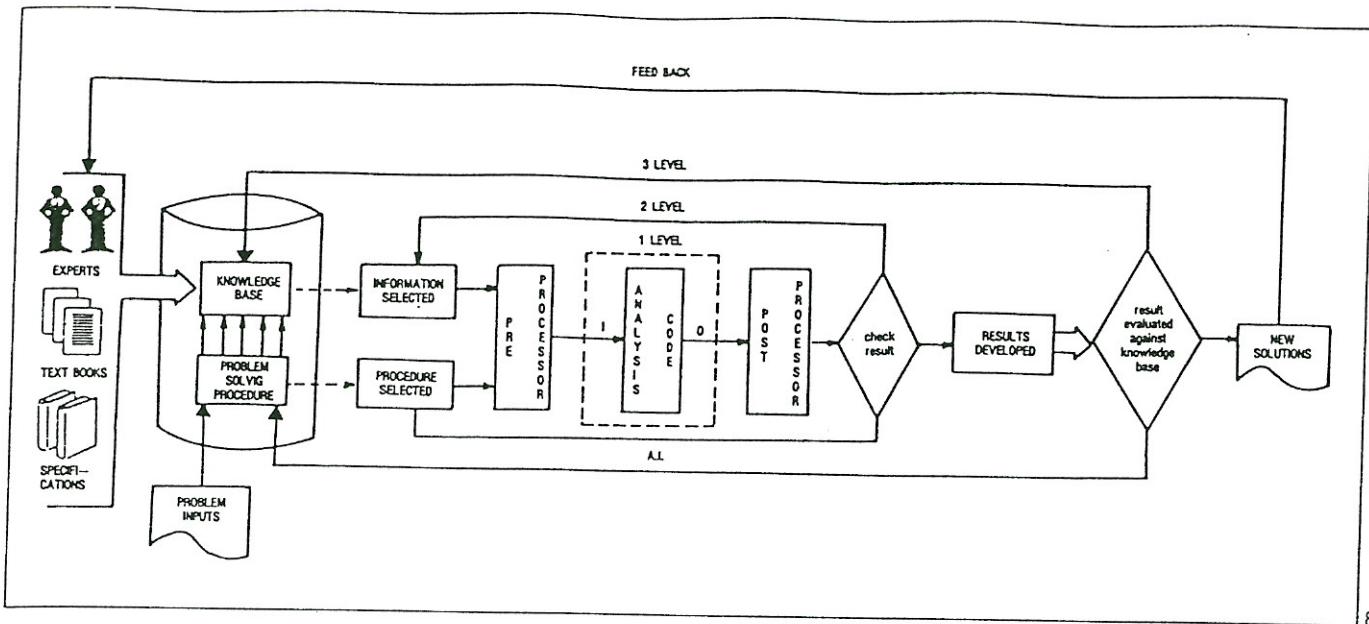 FEED BACK
3 LEVEL
2 LEVEL
1 LEVEL
EXPERTS
TEXT BOOKS
SPECIFI-
CATIONS
KNOWLEDGE
BASE
PROBLEM
SOLVIG
PROCEDURE
PROBLEM
INPUTS
INFORMATION
SELECTED
PROCEDURE
SELECTED
PRE
PROCESSOR
I
ANALYSIS
CODE
O
POST
PROCESSOR
check
result
A.I.
RESULTS
DEVELOPED
result
evaluated
against
knowledge
base
NEW
SOLUTIONS